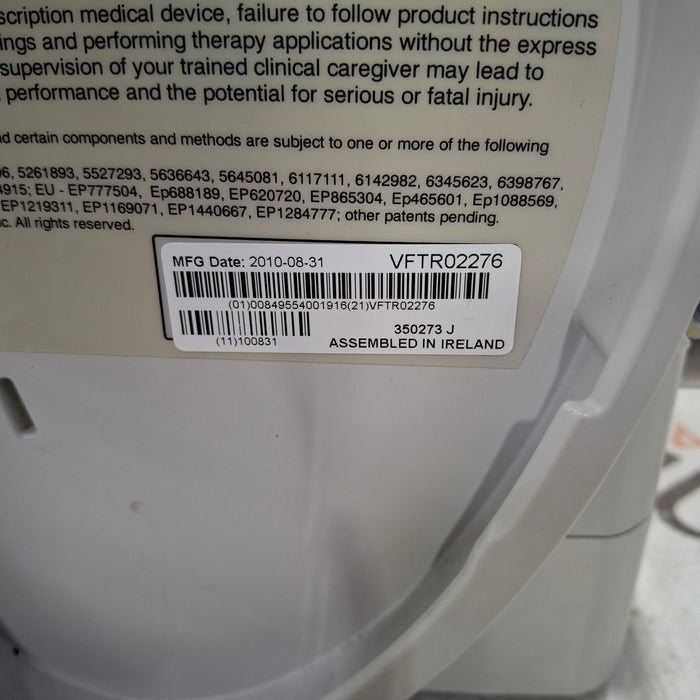 scription medical device, failure to follow product instructions
ings and performing therapy applications without the express
supervision of your trained clinical caregiver may lead to
performance and the potential for serious or fatal injury.
nd certain components and methods are subject to one or more of the following
6, 5261893, 5527293, 5636643, 5645081, 6117111, 6142982, 6345623, 6398767,
4915; EU - EP777504, Ep688189, EP620720, EP865304, Ep465601, Ep1088569,
EP1219311, EP1169071, EP1440667, EP1284777; other patents pending.
c. All rights reserved.
MFG Date: 2010-08-31 VFTR02276
(01)00849554001916(21)VFTR02276
350273 J
(11)100831 ASSEMBLED IN IRELAND